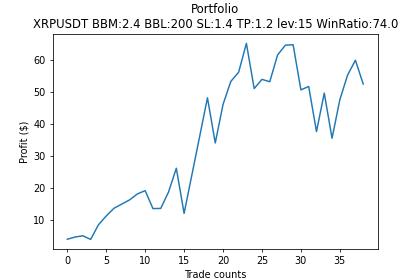 Portfolio
XRPUSDT BBM:2.4 BBL:200 SL:1.4 TP:1.2 lev:15 WinRatio:74.0
Profit ($)
60
50
40
30
20
10
0 5 10 15 20 25 30 35
Trade counts